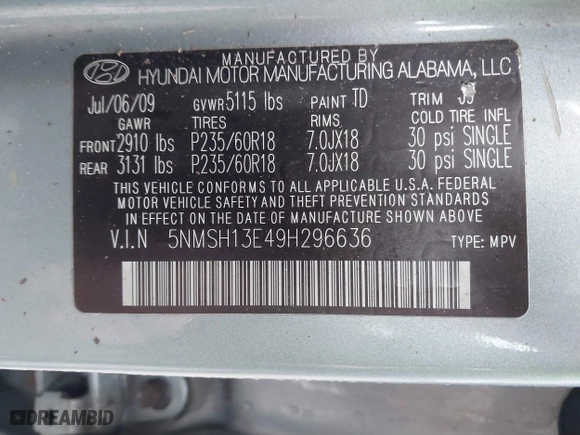 MANUFACTURED BY
HYUNDAI MOTOR MANUFACTURING ALABAMA, LLC
Jul/06/09 GVWR 5115 lbs PAINT TD TRIM J9
GAWR TIRES RIMS COLD TIRE INFL
FRONT 2910 lbs P235/60R18 7.0JX18 30 psi SINGLE
REAR 3131 lbs P235/60R18 7.0JX18 30 psi SINGLE
THIS VEHICLE CONFORMS TO ALL APPLICABLE U.S.A. FEDERAL
MOTOR VEHICLE SAFETY AND THEFT PREVENTION STANDARDS
IN EFFECT ON THE DATE OF MANUFACTURE SHOWN ABOVE
V.I.N 5NMSH13E49H296636 TYPE: MPV
DREAMBID